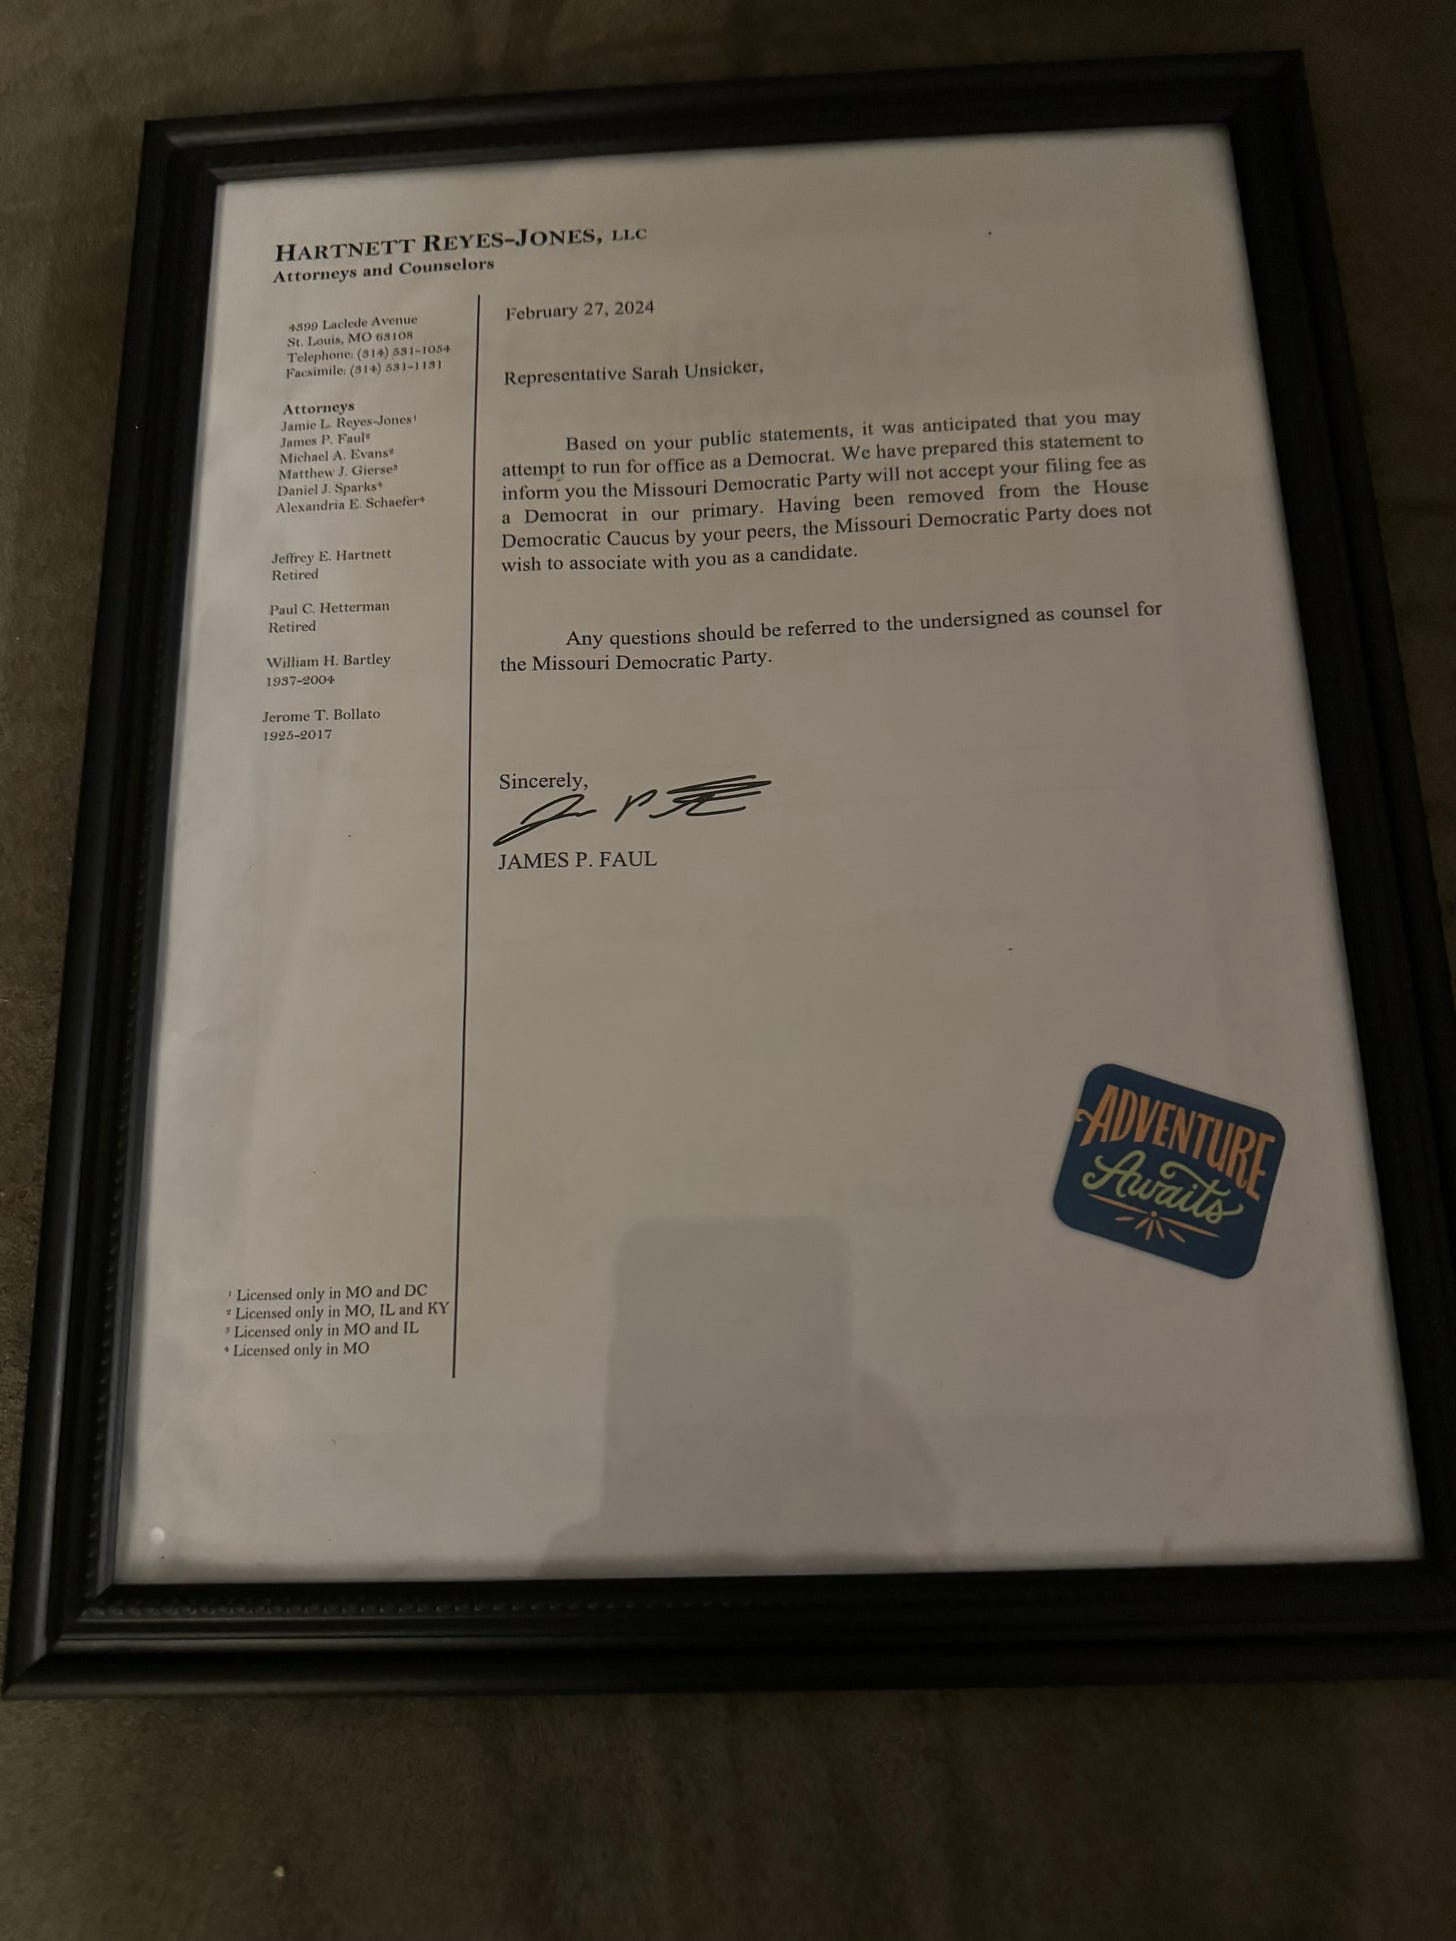 HARTNETT REYES-JONES, LLC
Attorneys and Counselors
4399 Laclede Avenue
St. Louis, MO 63108
Telephone: (314) 531-1054
Facsimile: (314) 531-1131
Attorneys
Jamie L. Reyes-Jones¹
James P. Faul²
Michael A. Evans²
Matthew J. Gierse³
Daniel J. Sparks⁴
Alexandria E. Schaefer⁴
Jeffrey E. Hartnett
Retired
Paul C. Hetterman
Retired
William H. Bartley
1937-2004
Jerome T. Bollato
1925-2017
¹ Licensed only in MO and DC
² Licensed only in MO, IL and KY
³ Licensed only in MO and IL
⁴ Licensed only in MO
February 27, 2024
Representative Sarah Unsicker,
Based on your public statements, it was anticipated that you may
attempt to run for office as a Democrat. We have prepared this statement to
inform you the Missouri Democratic Party will not accept your filing fee as
a Democrat in our primary. Having been removed from the House
Democratic Caucus by your peers, the Missouri Democratic Party does not
wish to associate with you as a candidate.
Any questions should be referred to the undersigned as counsel for
the Missouri Democratic Party.
Sincerely,
JAMES P. FAUL
ADVENTURE
Awaits